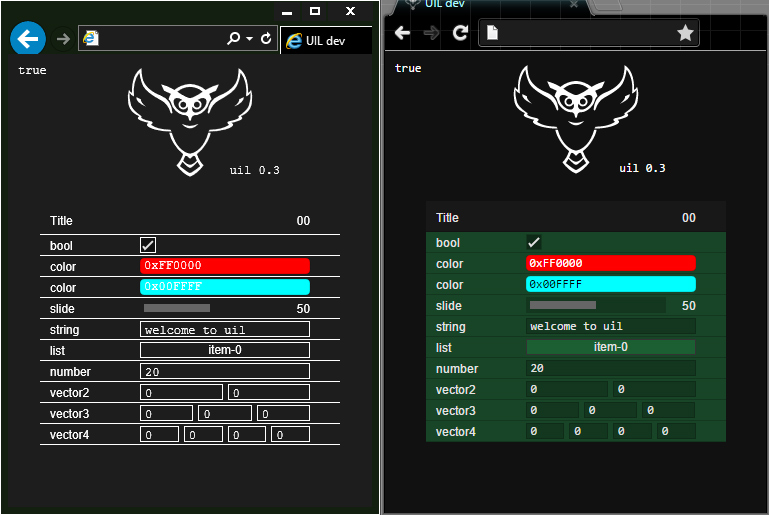 UIL dev
true
uil 0.3
Title 00
bool
color 0xFF0000
color 0x00FFFF
slide 50
string welcome to uil
list item-0
number 20
vector2 0 0
vector3 0 0 0
vector4 0 0 0 0
UIL dev
true
uil 0.3
Title 00
bool
color 0xFF0000
color 0x00FFFF
slide 50
string welcome to uil
list item-0
number 20
vector2 0 0
vector3 0 0 0
vector4 0 0 0 0